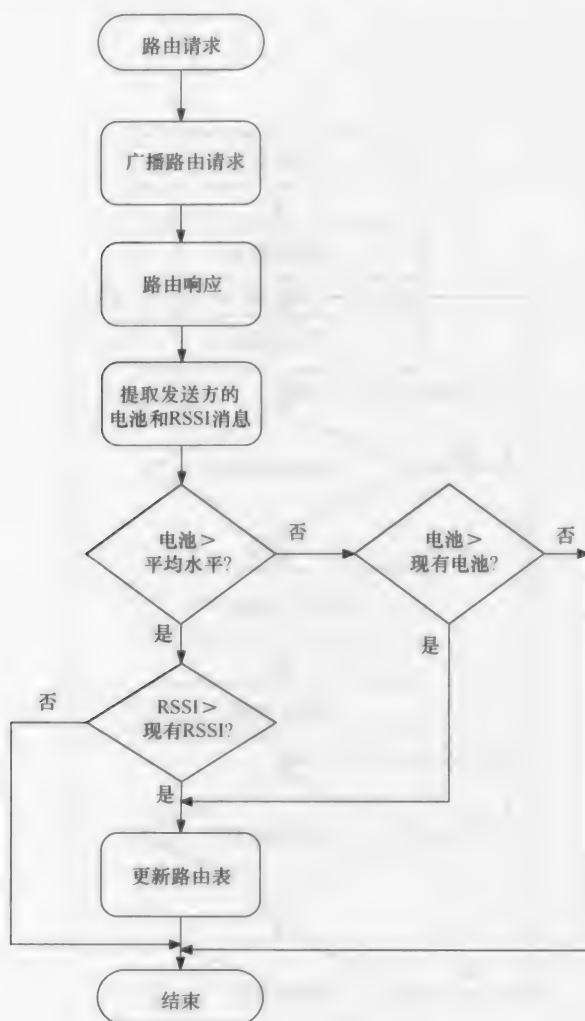 路由请求
广播路由请求
路由响应
提取发送方的
电池和RSSI消息
电池>
平均水平?
否
电池>
现有电池?
否
是
是
否
RSSI>
现有RSSI?
是
更新路由表
结束